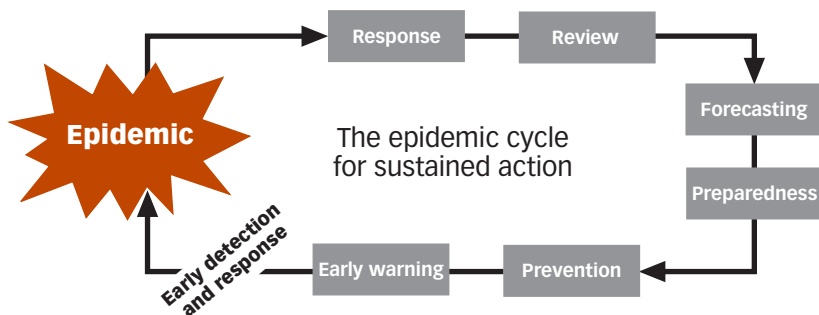 Response
Review
Epidemic
Forecasting
The epidemic cycle
for sustained action
Preparedness
Early detection
and response
Early warning
Prevention